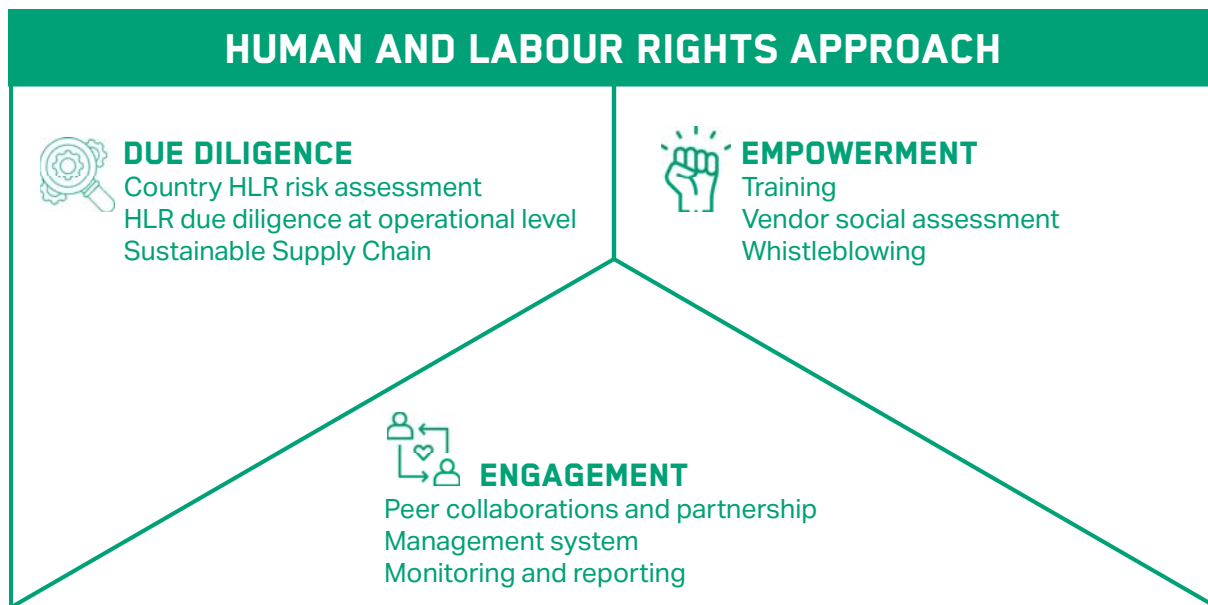 HUMAN AND LABOUR RIGHTS APPROACH
DUE DILIGENCE
Country HLR risk assessment
HLR due diligence at operational level
Sustainable Supply Chain
EMPOWERMENT
Training
Vendor social assessment
Whistleblowing
ENGAGEMENT
Peer collaborations and partnership
Management system
Monitoring and reporting